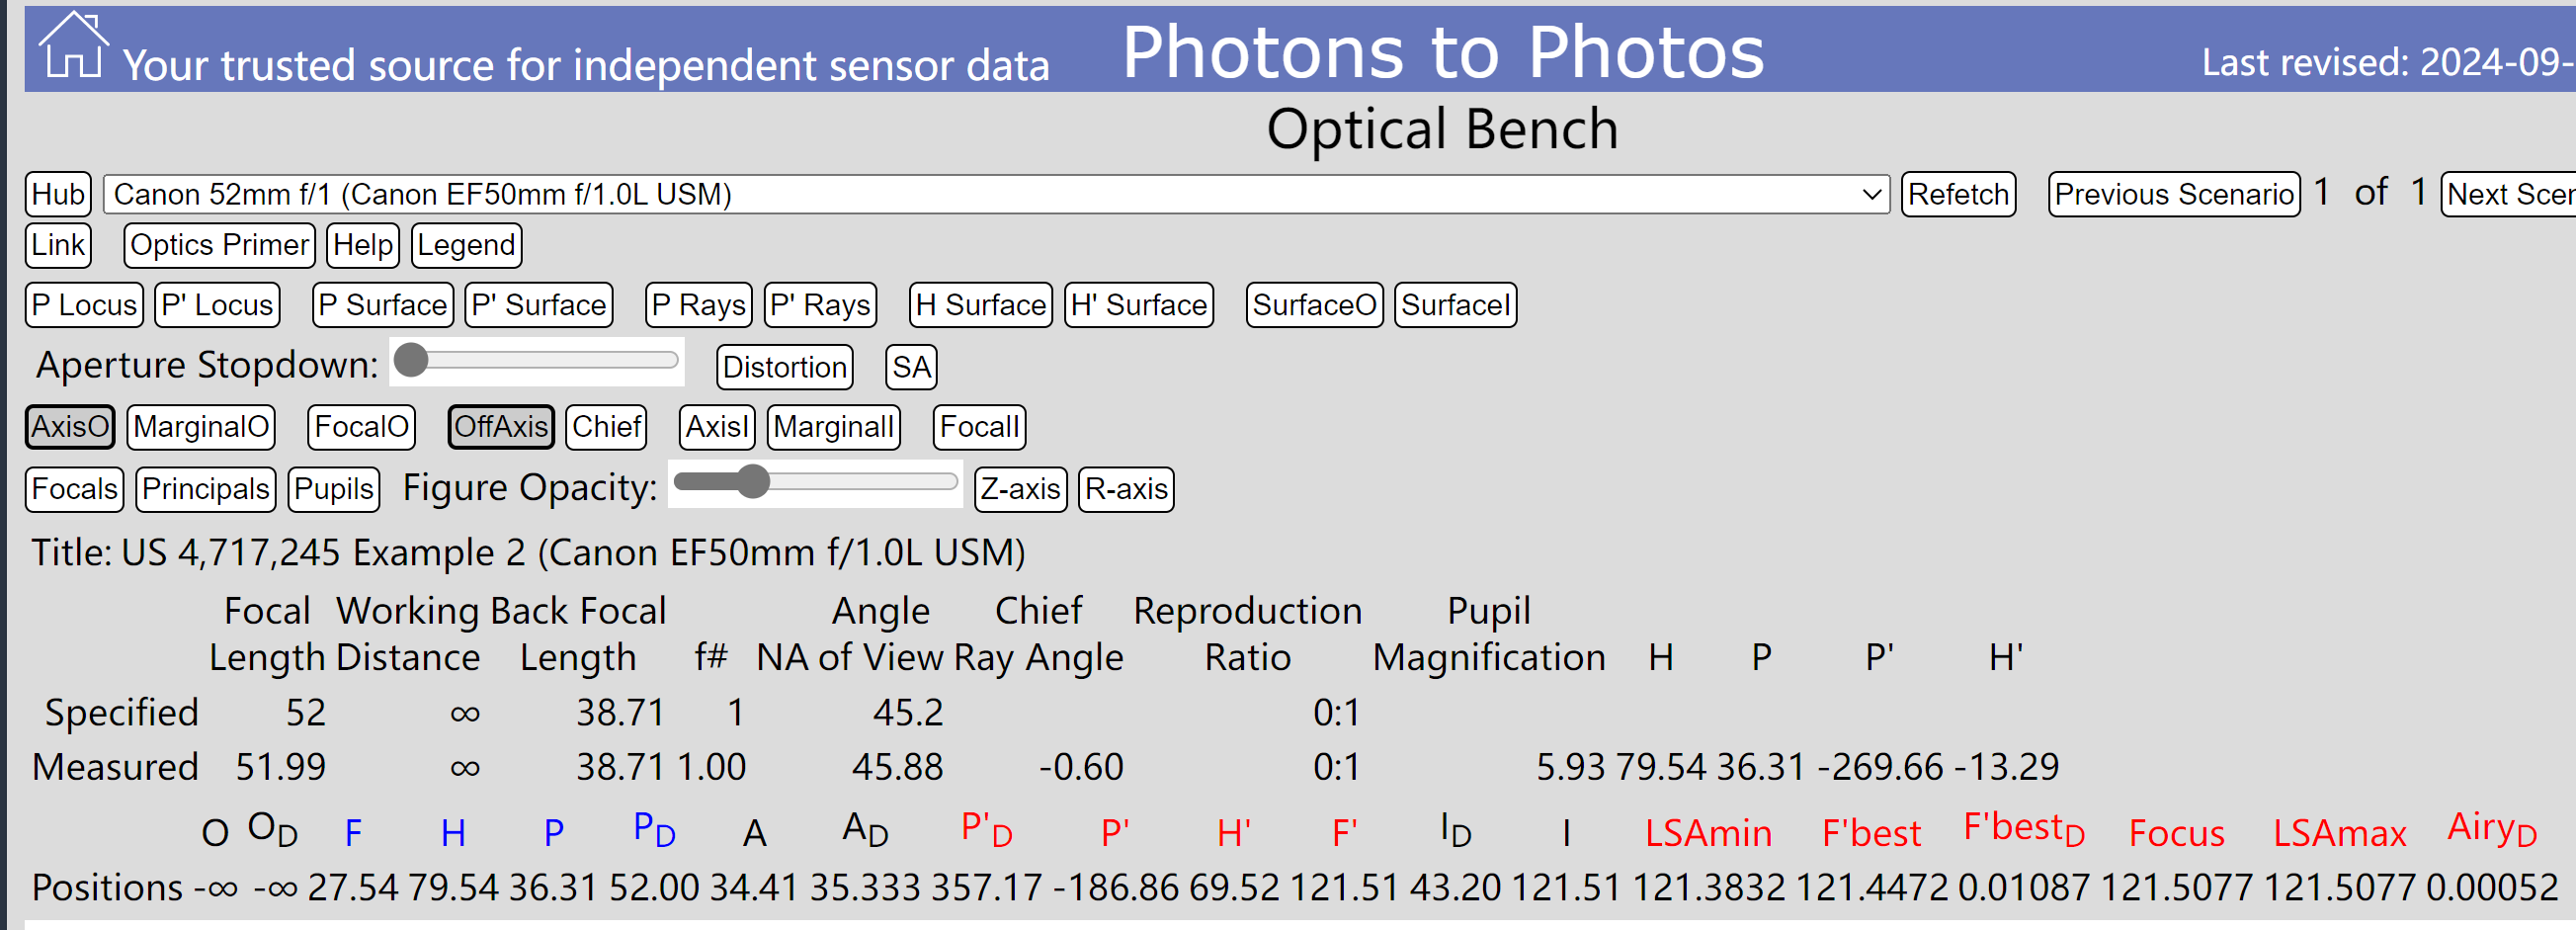 Your trusted source for independent sensor data Photons to Photos Last revised: 2024-09-
Optical Bench
Hub Canon 52mm f/1 (Canon EF50mm f/1.0L USM) Refetch Previous Scenario 1 of 1 Next Scen
Link Optics Primer Help Legend
P Locus P' Locus P Surface P' Surface P Rays P' Rays H Surface H' Surface SurfaceO SurfaceI
Aperture Stopdown: Distortion SA
AxisO MarginalO FocalO OffAxis Chief AxisI MarginalI FocalI
Focals Principals Pupils Figure Opacity: Z-axis R-axis
Title: US 4,717,245 Example 2 (Canon EF50mm f/1.0L USM)
Focal Working Back Focal Angle Chief Reproduction Pupil
Length Distance Length f# NA of View Ray Angle Ratio Magnification H P P' H'
Specified 52 ∞ 38.71 1 45.2 0:1
Measured 51.99 ∞ 38.71 1.00 45.88 -0.60 0:1 5.93 79.54 36.31 -269.66 -13.29
O OD F H P PD A AD P'D P' H' F' ID I LSAmin F'best F'bestD Focus LSAmax AiryD
Positions -∞ -∞ 27.54 79.54 36.31 52.00 34.41 35.333 357.17 -186.86 69.52 121.51 43.20 121.51 121.3832 121.4472 0.01087 121.5077 121.5077 0.00052